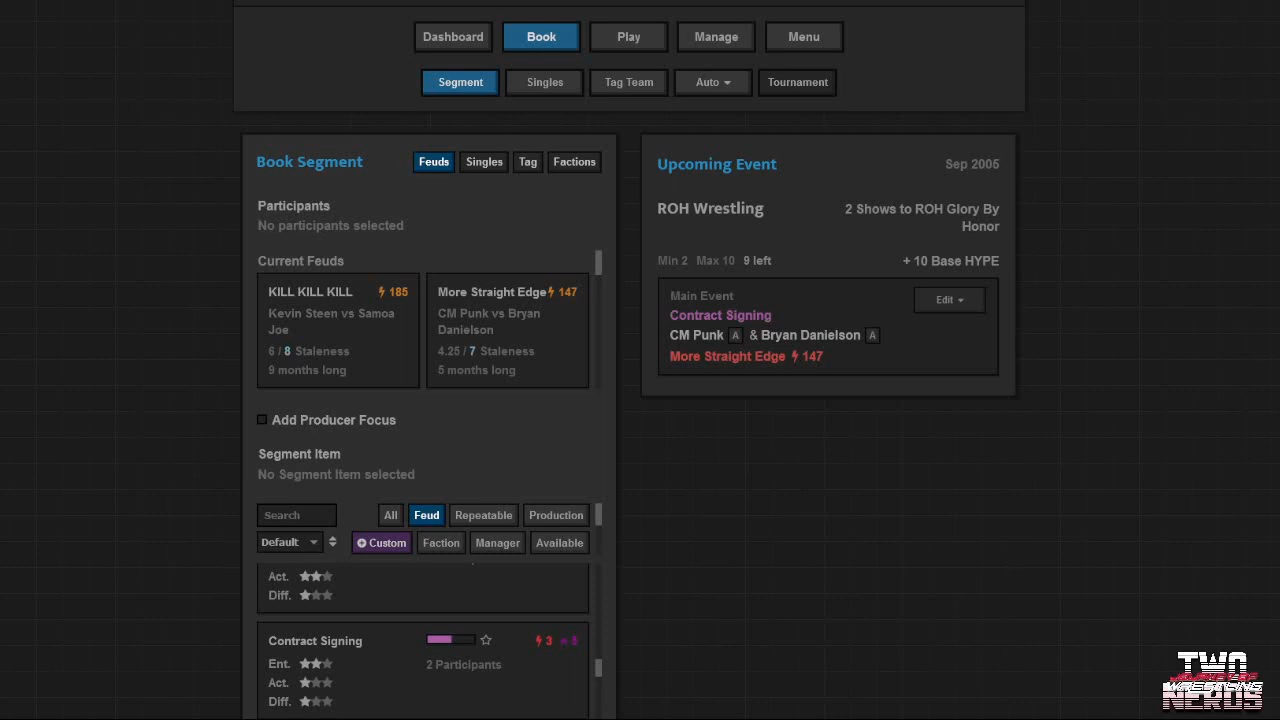 Dashboard Book Play Manage Menu
Segment Singles Tag Team Auto Tournament
Book Segment Feuds Singles Tag Factions
Participants
No participants selected
Current Feuds
KILL KILL KILL 185
Kevin Steen vs Samoa
Joe
6 / 8 Staleness
9 months long
More Straight Edge 147
CM Punk vs Bryan
Danielson
4.25 / 7 Staleness
5 months long
Add Producer Focus
Segment Item
No Segment Item selected
Search All Feud Repeatable Production
Default Custom Faction Manager Available
Act.
Diff.
Contract Signing 3
Ent. 2 Participants
Act.
Diff.
Upcoming Event Sep 2005
ROH Wrestling 2 Shows to ROH Glory By
Honor
Min 2 Max 10 9 left + 10 Base HYPE
Main Event Edit
Contract Signing
CM Punk A & Bryan Danielson A
More Straight Edge 147
TWO
WRESTLING
NERDS